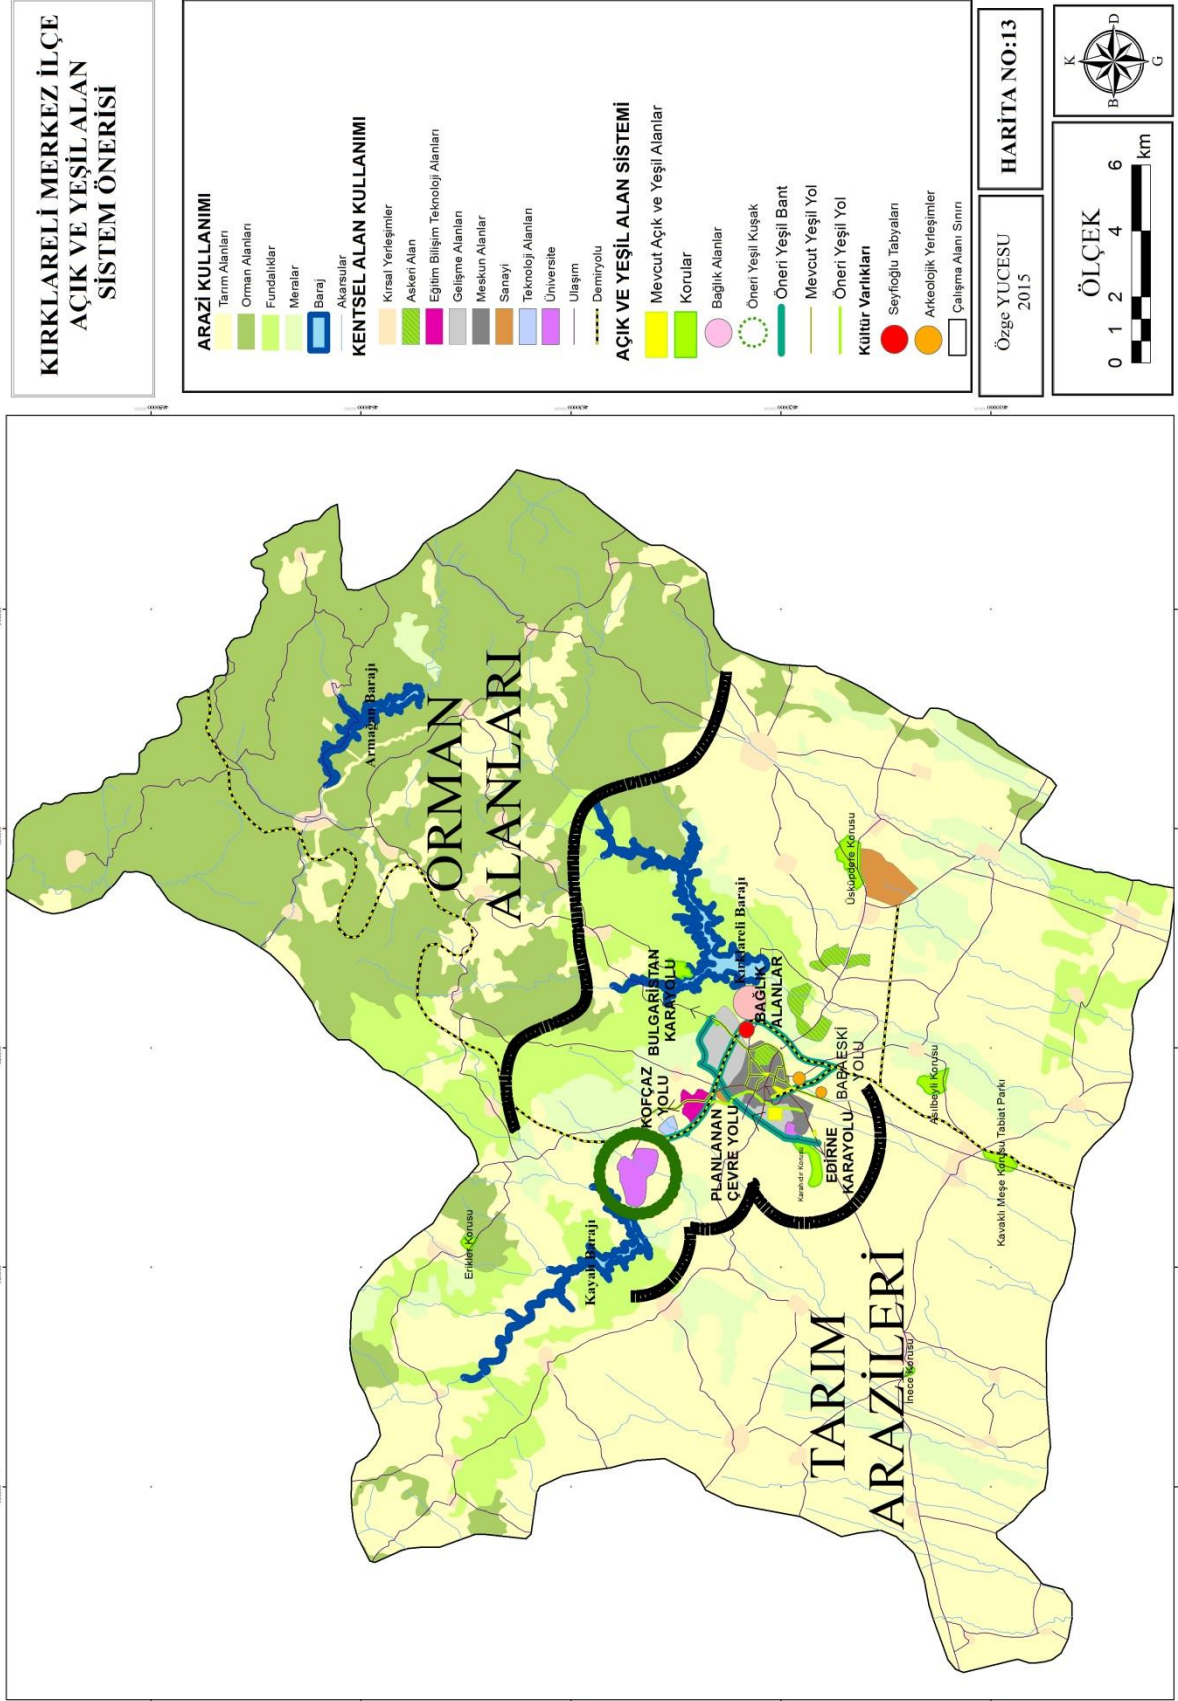 KIRKLARELİ MERKEZ İLÇE
AÇIK VE YEŞİL ALAN
SİSTEM ÖNERİSİ
ARAZİ KULLANIMI
Tarım Alanları
Orman Alanları
Fundalıklar
Meralar
Baraj
Akarsular
KENTSEL ALAN KULLANIMI
Kırsal Yerleşimler
Askeri Alan
Eğitim Bilişim Teknoloji Alanları
Gelişme Alanları
Meskun Alanlar
Sanayi
Teknoloji Alanları
Üniversite
Ulaşım
Demiryolu
AÇIK VE YEŞİL ALAN SİSTEMİ
Mevcut Açık ve Yeşil Alanlar
Korular
Bağlık Alanlar
Öneri Yeşil Kuşak
Öneri Yeşil Bant
Mevcut Yeşil Yol
Öneri Yeşil Yol
Kültür Varlıkları
Seyfioğlu Tabyaları
Arkeolojik Yerleşimler
Çalışma Alanı Sınırı
Özge YÜCESU
2015
HARİTA NO:13
ÖLÇEK
0 1 2 4 6
km
K
B D
G
Armağan Barajı
ORMAN
ALANLARI
Kırklareli Barajı
BAĞLIK
ALANLAR
BULGARİSTAN
KARAYOLU
KOFÇAZ
YOLU
PLANLANAN
ÇEVRE YOLU
Karahıdır Korusu
EDİRNE
KARAYOLU
BABAESKİ
YOLU
Üsküpdere Korusu
Asilbeyli Korusu
Kavaklı Meşe Korusu Tabiat Parkı
Erikler Korusu
Kayalı Barajı
TARIM
ARAZİLERİ
İnece Korusu